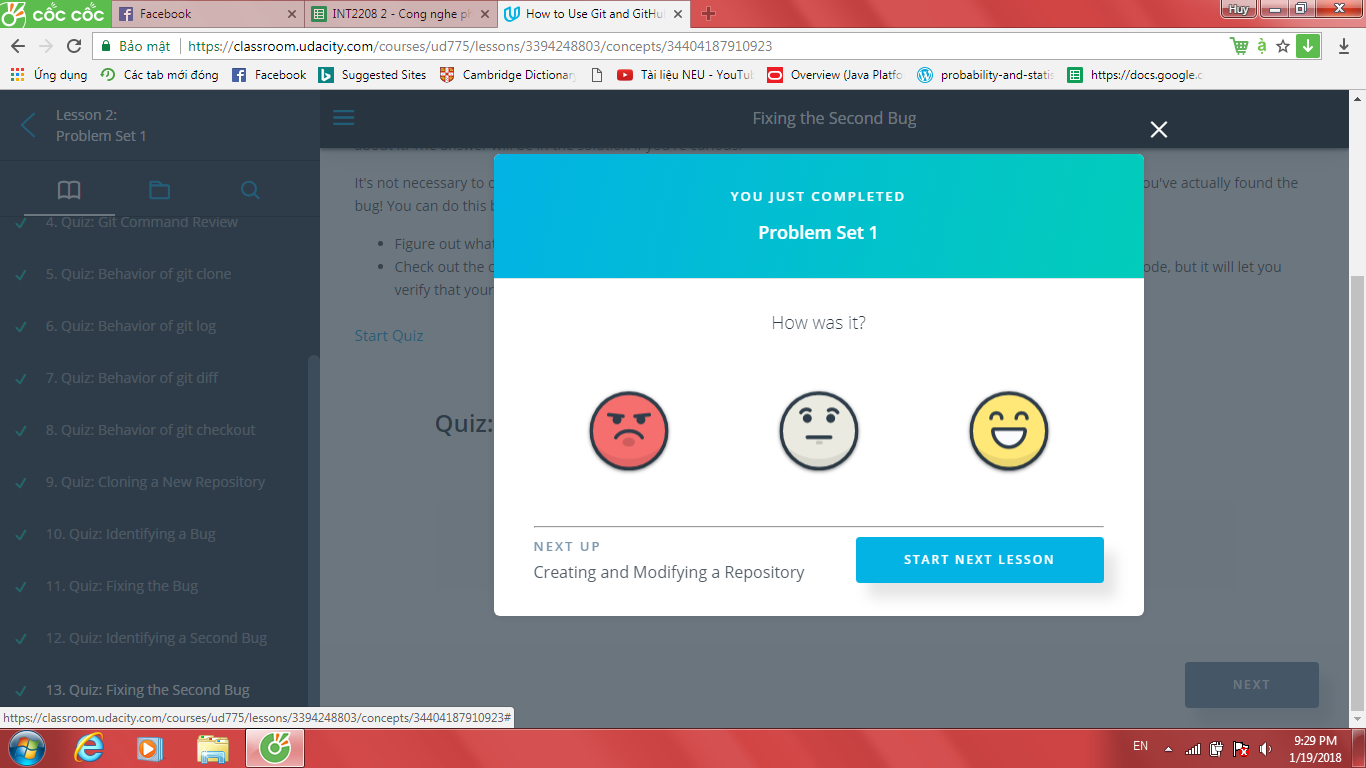 cốc cốc
Facebook
INT2208 2 - Cong nghe ph
How to Use Git and GitHu
Huy
Bảo mật
https://classroom.udacity.com/courses/ud775/lessons/3394248803/concepts/34404187910923
Ứng dụng
Các tab mới đóng
Facebook
Suggested Sites
Cambridge Dictionary
Tài liệu NEU - YouTu
Overview (Java Platfo
probability-and-statis
https://docs.google.c
Lesson 2:
Problem Set 1
4. Quiz: Git Command Review
5. Quiz: Behavior of git clone
6. Quiz: Behavior of git log
7. Quiz: Behavior of git diff
8. Quiz: Behavior of git checkout
9. Quiz: Cloning a New Repository
10. Quiz: Identifying a Bug
11. Quiz: Fixing the Bug
12. Quiz: Identifying a Second Bug
13. Quiz: Fixing the Second Bug
Fixing the Second Bug
It's not necessary to
you've actually found the
bug! You can do this b
Figure out what
Check out the
ode, but it will let you
verify that your
Start Quiz
Quiz:
YOU JUST COMPLETED
Problem Set 1
How was it?
NEXT UP
Creating and Modifying a Repository
START NEXT LESSON
NEXT
https://classroom.udacity.com/courses/ud775/lessons/3394248803/concepts/34404187910923#
EN
9:29 PM
1/19/2018